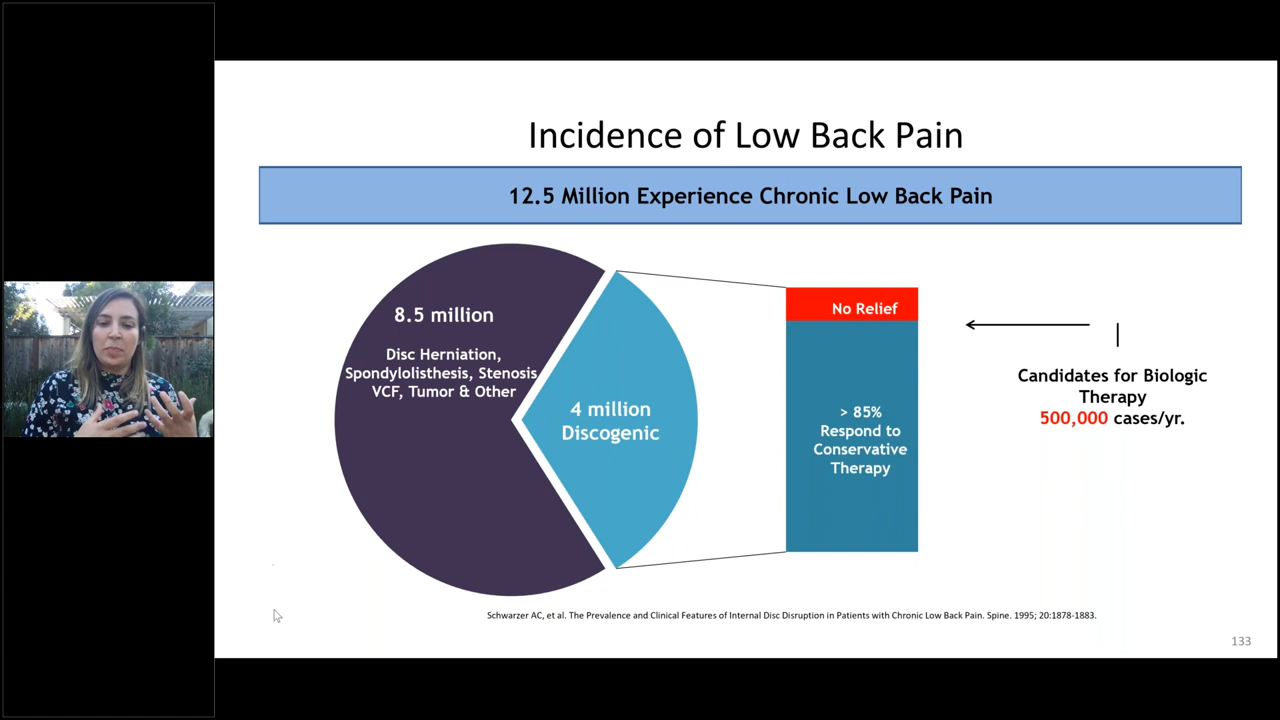 Incidence of Low Back Pain
12.5 Million Experience Chronic Low Back Pain
8.5 million
Disc Herniation,
Spondylolisthesis, Stenosis
VCF, Tumor & Other
4 million
Discogenic
No Relief
> 85%
Respond to
Conservative
Therapy
Candidates for Biologic
Therapy
500,000 cases/yr.
Schwarzer AC, et al. The Prevalence and Clinical Features of Internal Disc Disruption in Patients with Chronic Low Back Pain. Spine. 1995; 20:1878-1883.
133